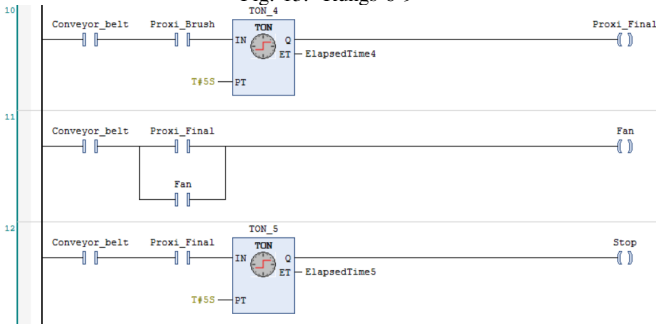 Fig. 13. Rungs 6-9
10
TON_4
Conveyor_belt Proxi_Brush TON Proxi_Final
IN Q
ET ElapsedTime4
T#5S PT
11
Conveyor_belt Proxi_Final Fan
Fan
12
TON_5
Conveyor_belt Proxi_Final TON Stop
IN Q
ET ElapsedTime5
T#5S PT